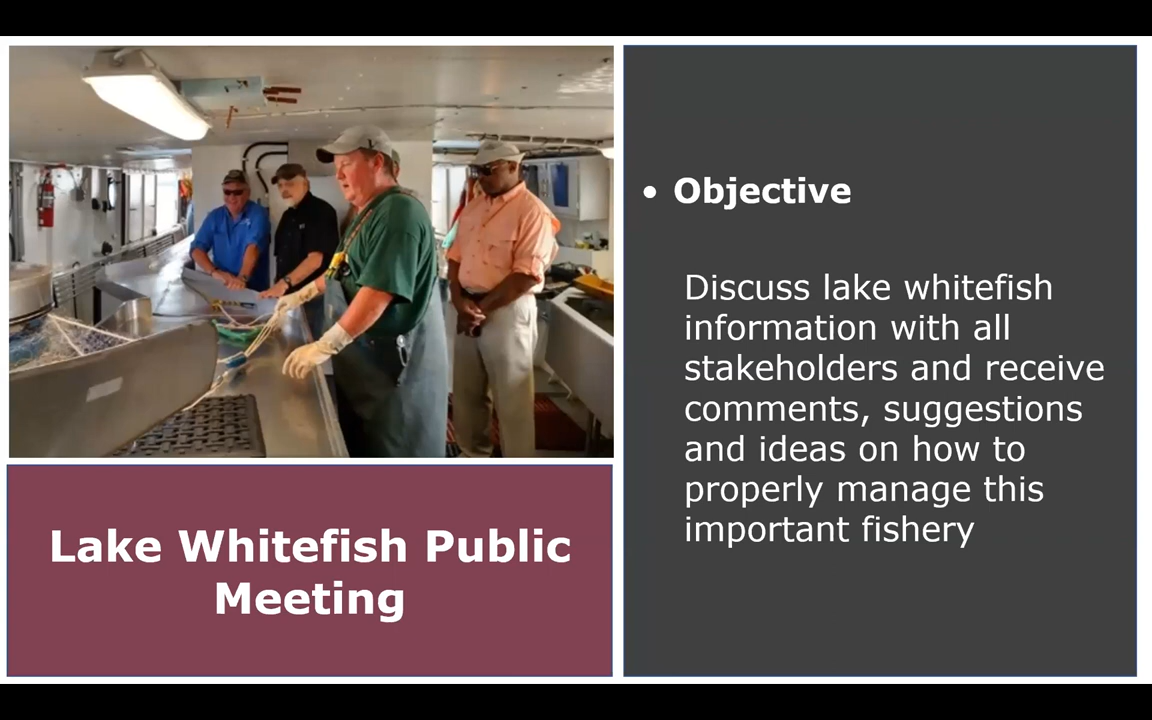 Lake Whitefish Public
Meeting
• Objective
Discuss lake whitefish
information with all
stakeholders and receive
comments, suggestions
and ideas on how to
properly manage this
important fishery